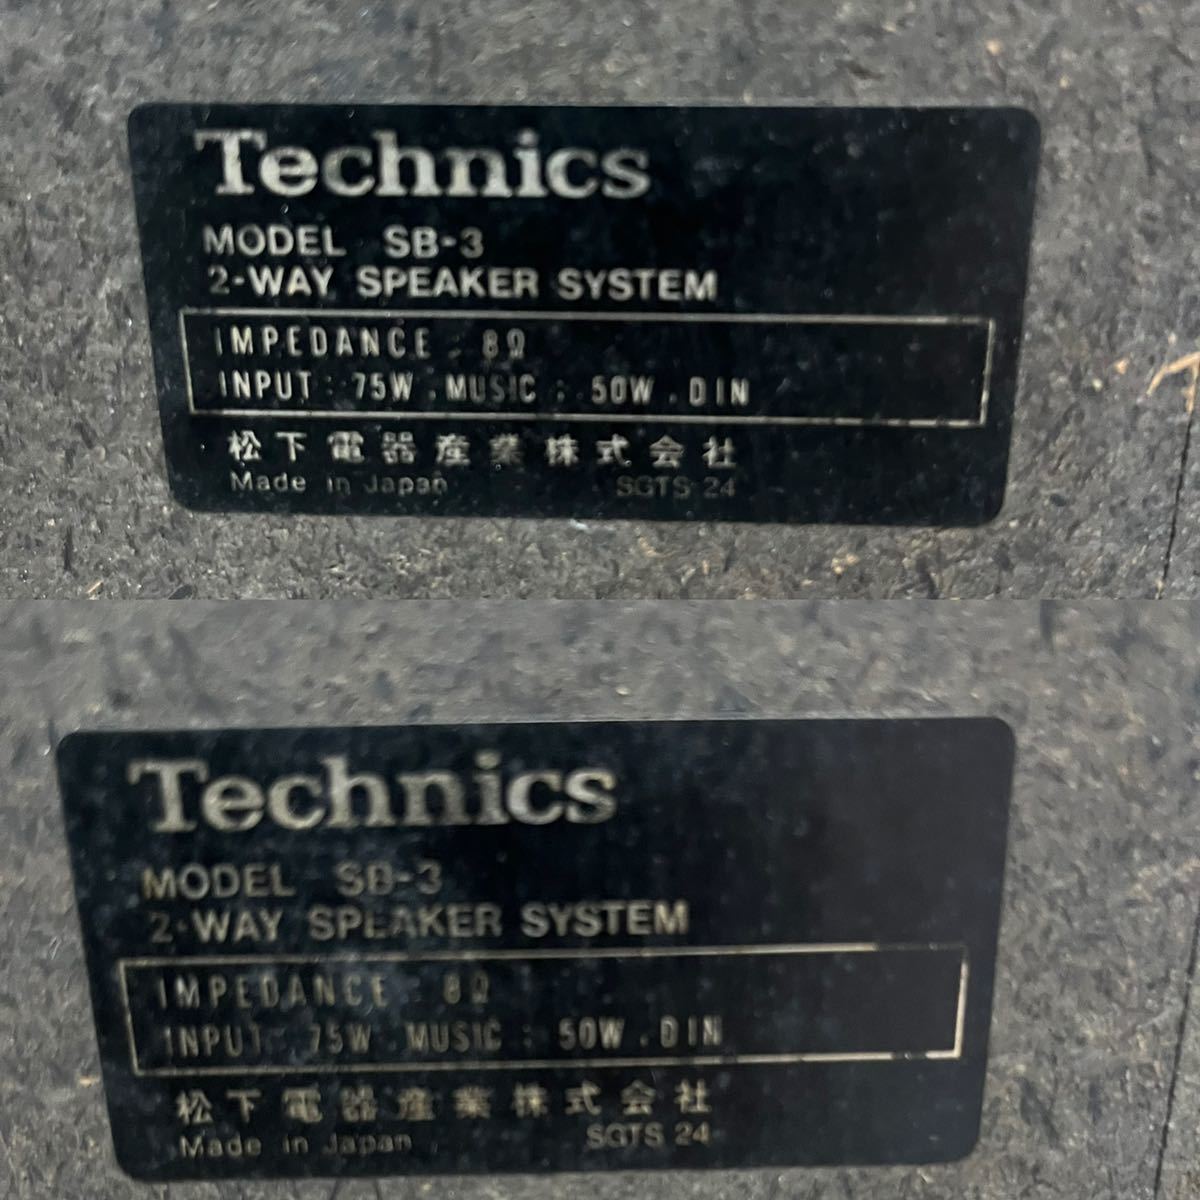 Technics
MODEL SB-3
2-WAY SPEAKER SYSTEM
IMPEDANCE : 8Ω
INPUT : 75W . MUSIC : 50W . DIN
松下電器産業株式会社
Made in Japan SGTS 24
Technics
MODEL SB-3
2-WAY SPEAKER SYSTEM
IMPEDANCE : 8Ω
INPUT : 75W . MUSIC : 50W . DIN
松下電器産業株式会社
Made in Japan SGTS 24